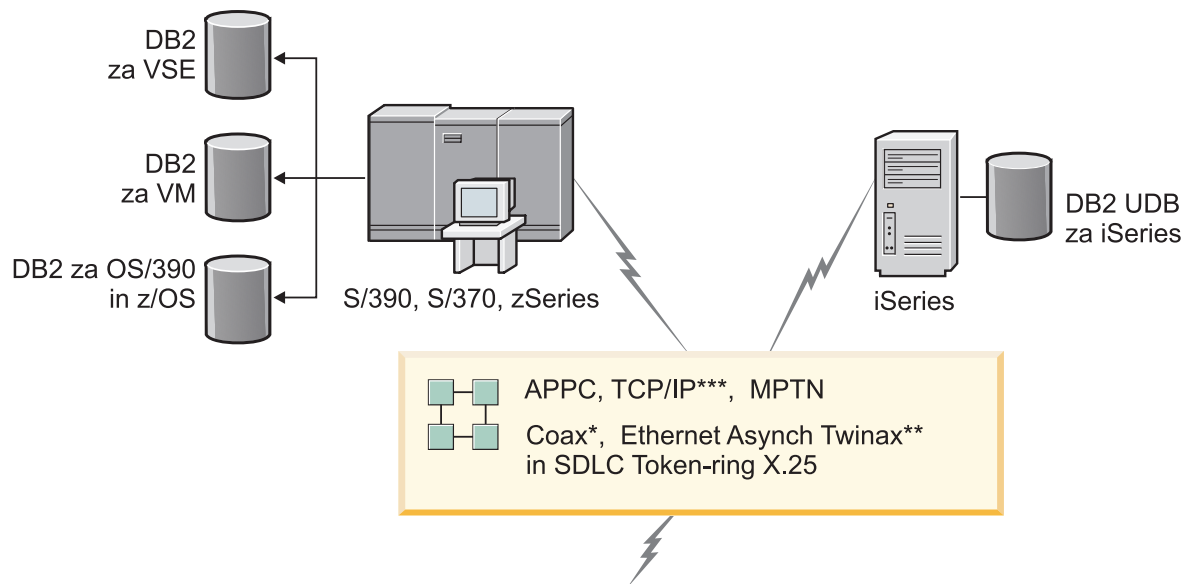 DB2
za VSE
DB2
za VM
DB2 za OS/390
in z/OS
S/390, S/370, zSeries
DB2 UDB
za iSeries
iSeries
APPC, TCP/IP***, MPTN
Coax*, Ethernet Asynch Twinax**
in SDLC Token-ring X.25